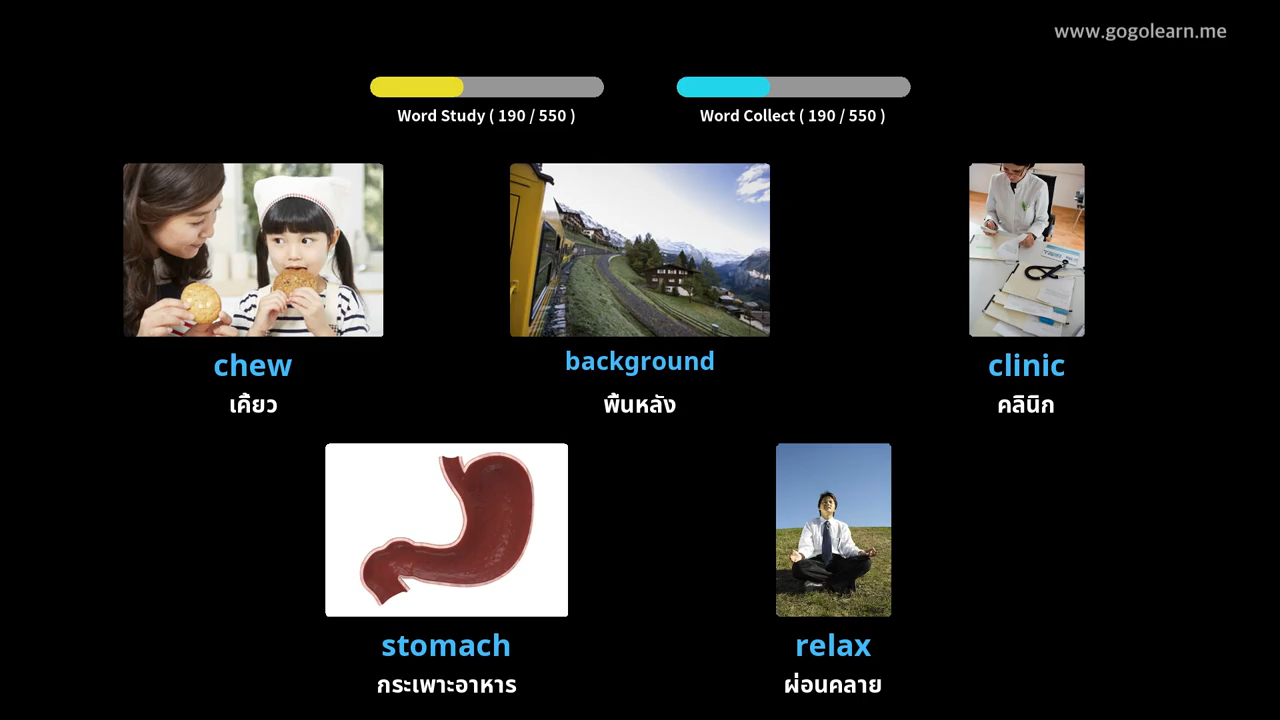 www.gogolearn.me
Word Study ( 190 / 550 )
Word Collect ( 190 / 550 )
chew
background
clinic
เคี้ยว
พื้นหลัง
คลินิก
stomach
relax
กระเพาะอาหาร
ผ่อนคลาย